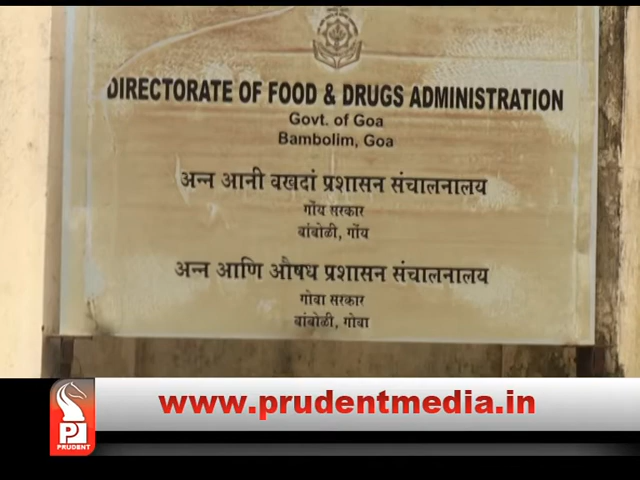 DIRECTORATE OF FOOD & DRUGS ADMINISTRATION
Govt. of Goa
Bambolim, Goa
अन्न आनी वखदां प्रशासन संचालनालय
गोंय सरकार
बांबोळी, गोंय
अन्न आणि औषध प्रशासन संचालनालय
गोवा सरकार
बांबोळी, गोवा
www.prudentmedia.in
PRUDENT